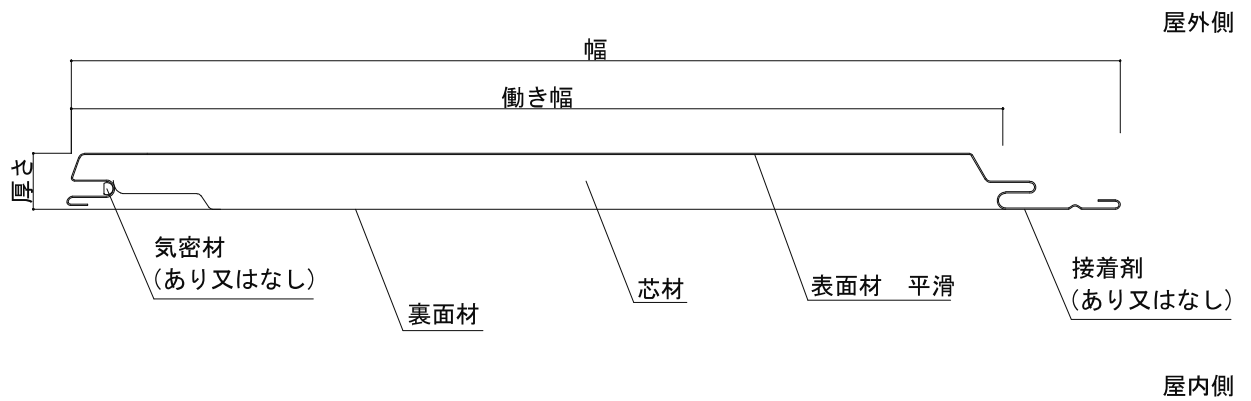 屋外側
幅
働き幅
厚さ
気密材
(あり又はなし)
裏面材
芯材
表面材　平滑
接着剤
(あり又はなし)
屋内側